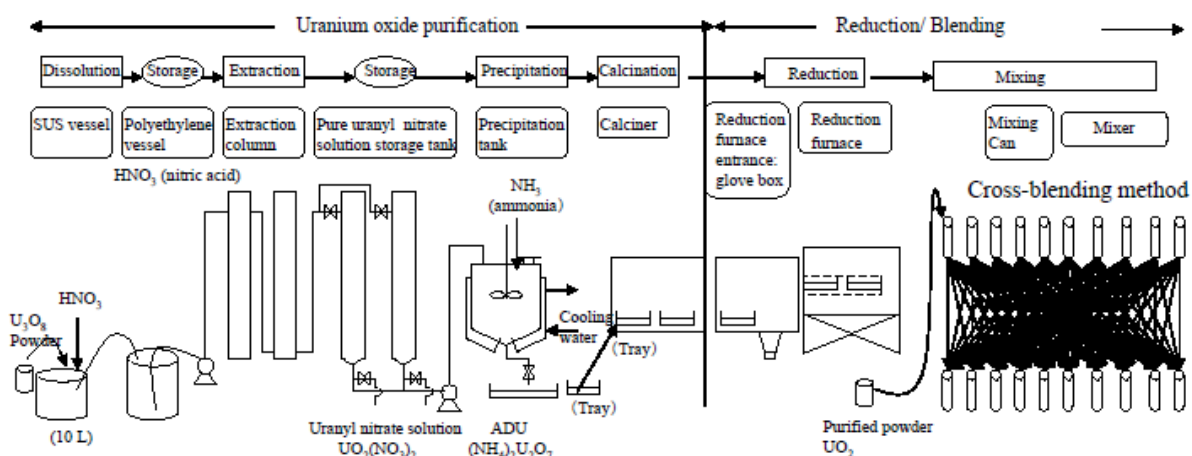 Uranium oxide purification
Reduction/ Blending
Dissolution
Storage
Extraction
Storage
Precipitation
Calcination
Reduction
Mixing
SUS vessel
Polyethylene
vessel
Extraction
column
Pure uranyl nitrate
solution storage tank
Precipitation
tank
Calciner
Reduction
furnace
entrance:
glove box
Reduction
furnace
Mixing
Can
Mixer
HNO₃ (nitric acid)
NH₃
(ammonia)
Cross-blending method
HNO₃
U₃O₈
Powder
Cooling
water
(Tray)
(Tray)
(10 L)
Uranyl nitrate solution
UO₂(NO₃)₂
ADU
(NH₄)₂U₂O₇
Purified powder
UO₂